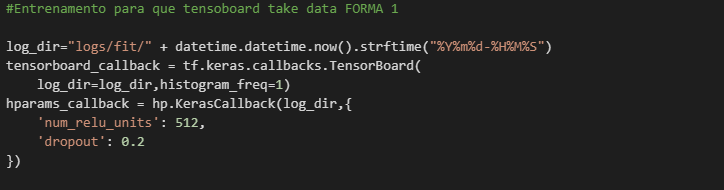 #Entrenamento para que tensoboard take data FORMA 1
log_dir="logs/fit/" + datetime.datetime.now().strftime("%Y%m%d-%H%M%S")
tensorboard_callback = tf.keras.callbacks.TensorBoard(
    log_dir=log_dir,histogram_freq=1)
hparams_callback = hp.KerasCallback(log_dir,{
    'num_relu_units': 512,
    'dropout': 0.2
})